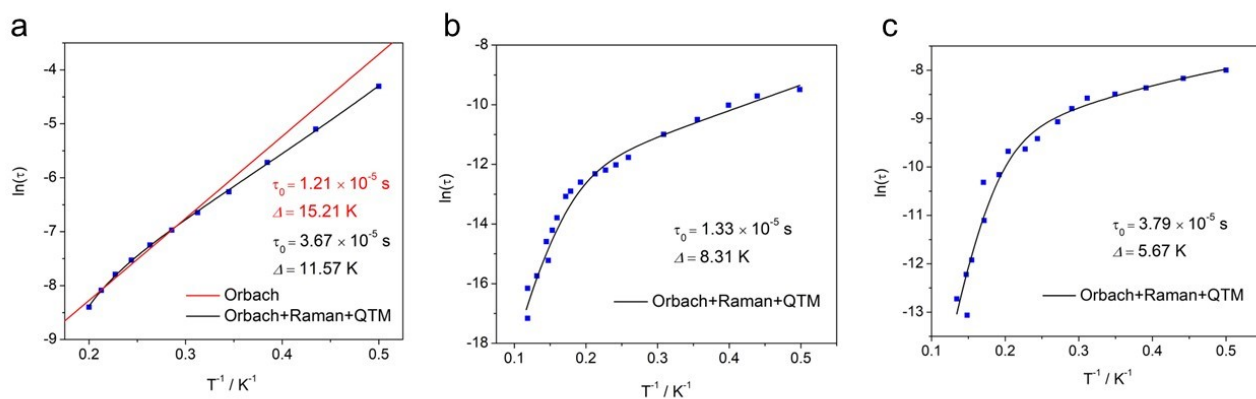 a
ln(τ)
-4
-5
-6
-7
-8
-9
0.2
0.3
0.4
0.5
T⁻¹ / K⁻¹
τ₀ = 1.21 × 10⁻⁵ s
Δ = 15.21 K
τ₀ = 3.67 × 10⁻⁵ s
Δ = 11.57 K
Orbach
Orbach+Raman+QTM
b
ln(τ)
-8
-10
-12
-14
-16
-18
0.1
0.2
0.3
0.4
0.5
T⁻¹ / K⁻¹
τ₀ = 1.33 × 10⁻⁵ s
Δ = 8.31 K
Orbach+Raman+QTM
c
ln(τ)
-8
-9
-10
-11
-12
-13
0.1
0.2
0.3
0.4
0.5
T⁻¹ / K⁻¹
τ₀ = 3.79 × 10⁻⁵ s
Δ = 5.67 K
Orbach+Raman+QTM